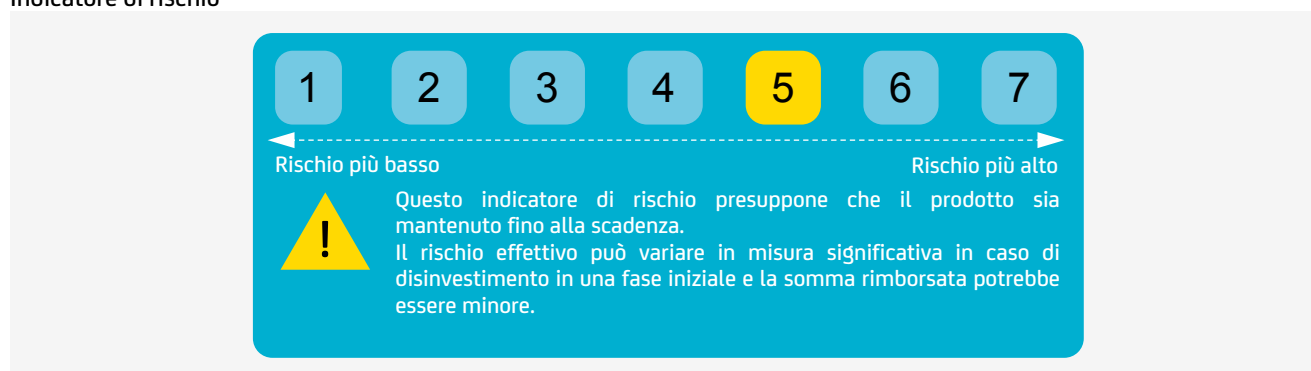 Indicatore di rischio
1 2 3 4 5 6 7
Rischio più basso Rischio più alto
Questo indicatore di rischio presuppone che il prodotto sia
mantenuto fino alla scadenza.
Il rischio effettivo può variare in misura significativa in caso di
disinvestimento in una fase iniziale e la somma rimborsata potrebbe
essere minore.
!